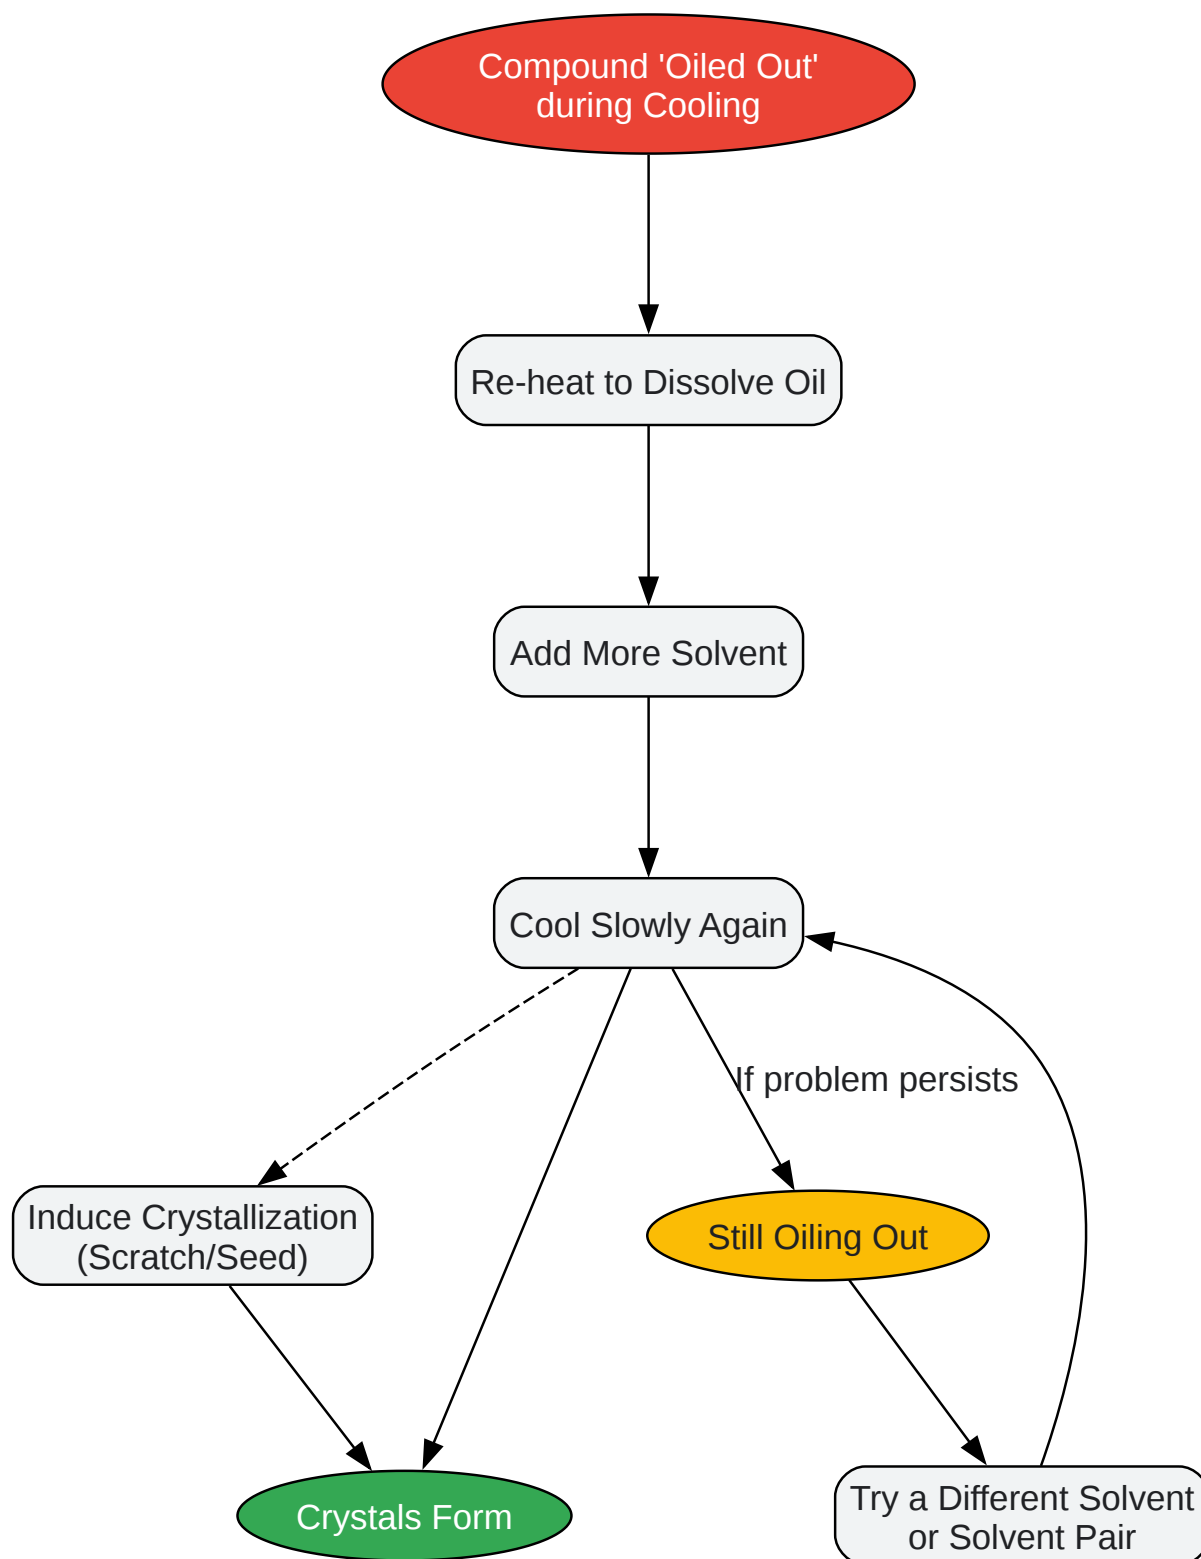 Compound 'Oiled Out'
during Cooling
Re-heat to Dissolve Oil
Add More Solvent
Cool Slowly Again
If problem persists
Induce Crystallization
(Scratch/Seed)
Still Oiling Out
Crystals Form
Try a Different Solvent
or Solvent Pair